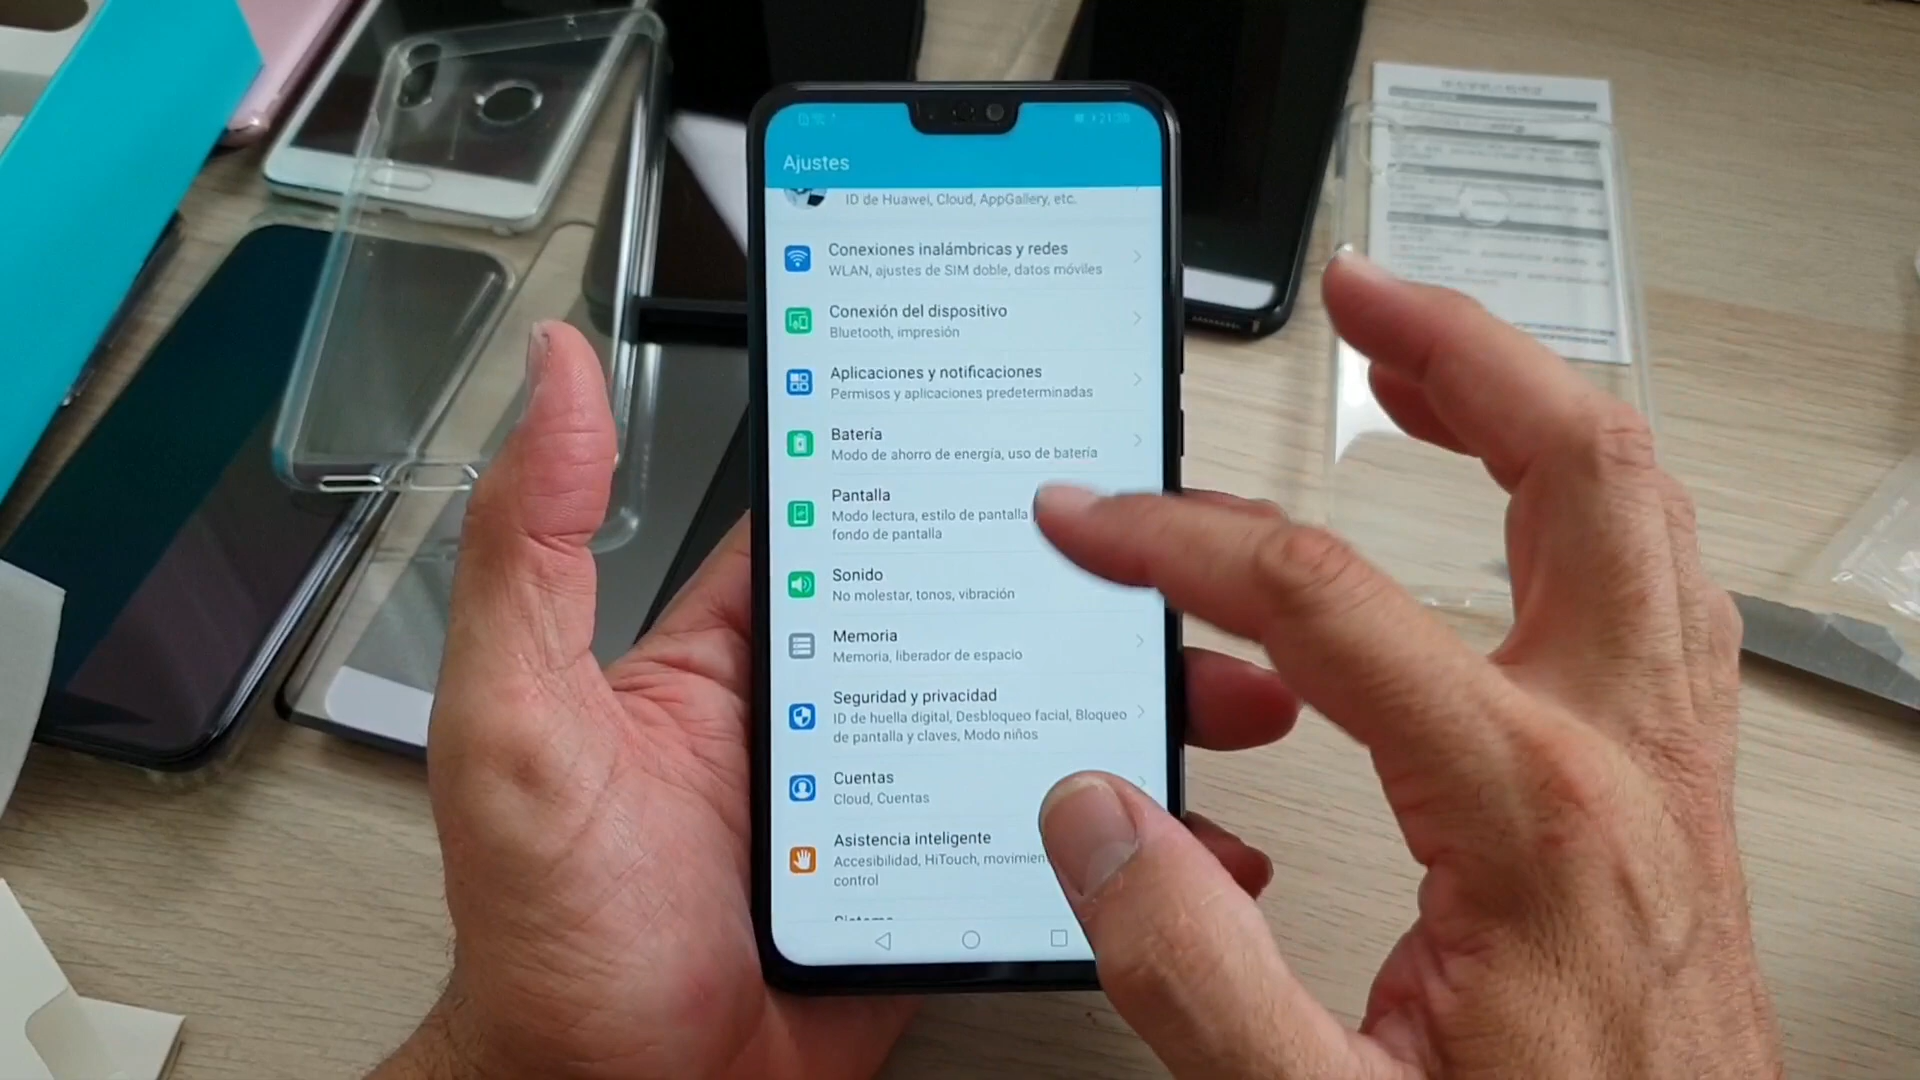 Ajustes
ID de Huawei, Cloud, AppGallery, etc.
Conexiones inalámbricas y redes
WLAN, ajustes de SIM doble, datos móviles
Conexión del dispositivo
Bluetooth, impresión
Aplicaciones y notificaciones
Permisos y aplicaciones predeterminadas
Batería
Modo de ahorro de energía, uso de batería
Pantalla
Modo lectura, estilo de pantalla
fondo de pantalla
Sonido
No molestar, tonos, vibración
Memoria
Memoria, liberador de espacio
Seguridad y privacidad
ID de huella digital, Desbloqueo facial, Bloqueo
de pantalla y claves, Modo niños
Cuentas
Cloud, Cuentas
Asistencia inteligente
Accesibilidad, HiTouch, movimien
control